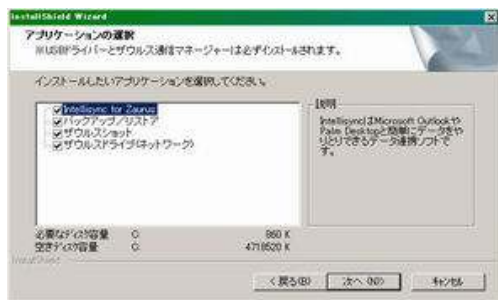 InstallShield Wizard
アプリケーションの選択
※USBドライバーとザウルス通信マネージャーは必ずインストールされます。
インストールしたいアプリケーションを選択してください。
Intellisync for Zaurus
バックアップ／リストア
ザウルスショット
ザウルスドライブ(ネットワーク)
説明
IntellisyncはMicrosoft Outlookや
Palm Desktopと簡単にデータをや
りとりできるデータ連携ソフトで
す。
必要なディスク容量 C: 860 K
空きディスク容量 C: 4718520 K
InstallShield
< 戻る(B)
次へ (N)>
キャンセル